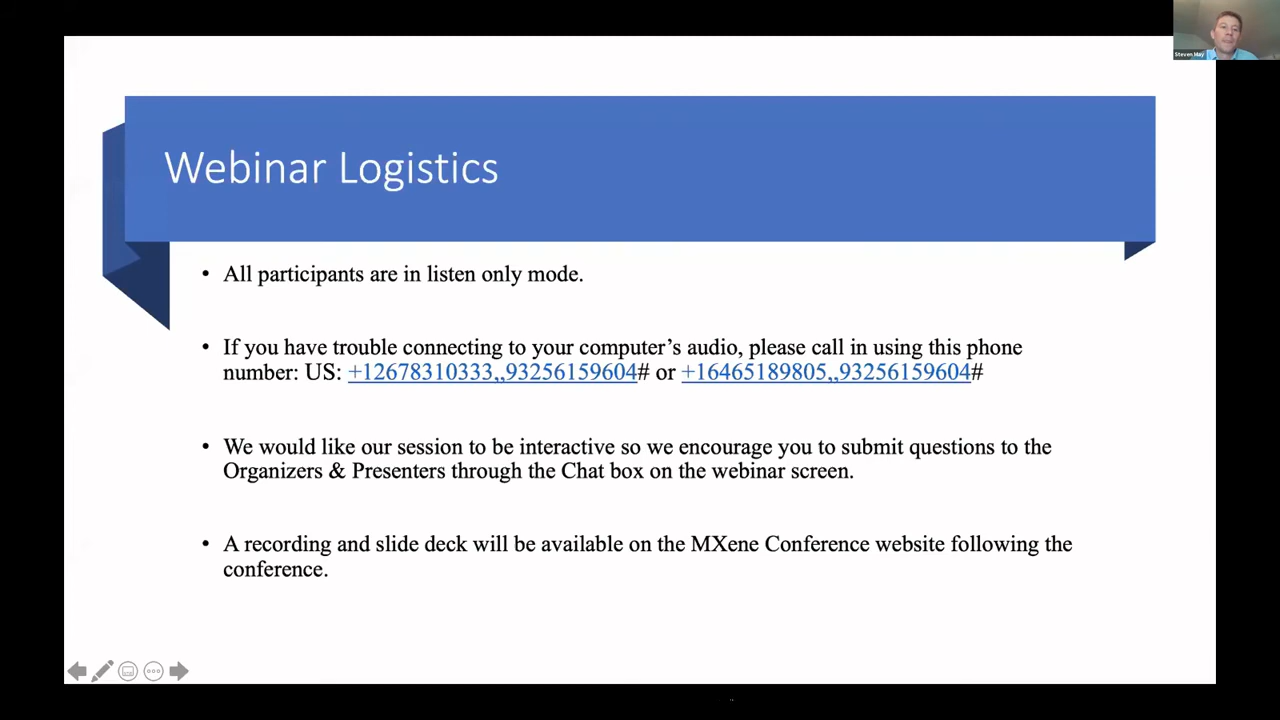 Steven May
Webinar Logistics
• All participants are in listen only mode.
• If you have trouble connecting to your computer’s audio, please call in using this phone
number: US: +12678310333,,93256159604# or +16465189805,,93256159604#
• We would like our session to be interactive so we encourage you to submit questions to the
Organizers & Presenters through the Chat box on the webinar screen.
• A recording and slide deck will be available on the MXene Conference website following the
conference.